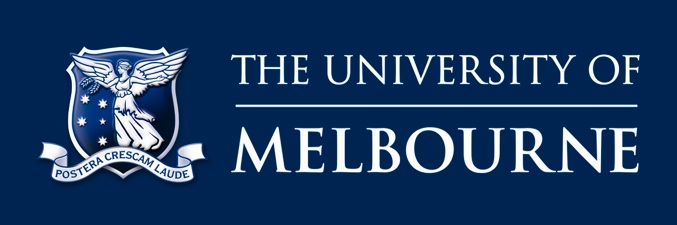 POSTERA CRESCAM LAUDE
THE UNIVERSITY OF
MELBOURNE